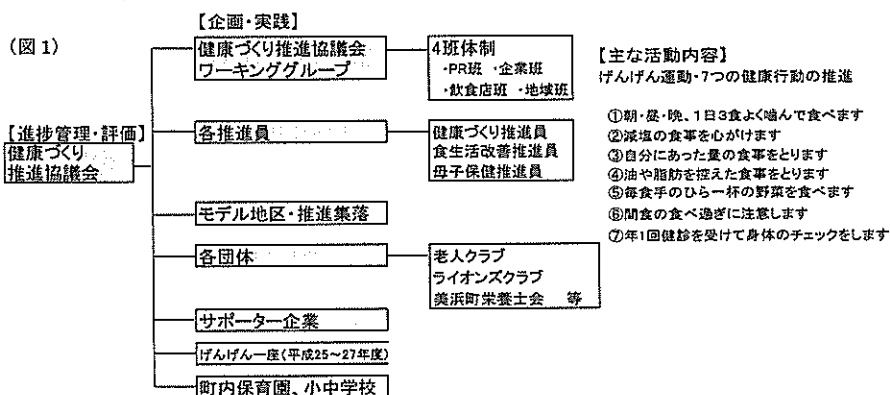 (図1)
【企画・実践】
健康づくり推進協議会
ワーキンググループ
4班体制
・PR班 ・企業班
・飲食店班 ・地域班
【進捗管理・評価】
健康づくり
推進協議会
各推進員
健康づくり推進員
食生活改善推進員
母子保健推進員
モデル地区・推進集落
各団体
老人クラブ
ライオンズクラブ
美浜町栄養士会 等
サポーター企業
げんげん一座(平成25～27年度)
町内保育園、小中学校
【主な活動内容】
げんげん運動・7つの健康行動の推進
①朝・昼・晩、1日3食よく噛んで食べます
②減塩の食事を心がけます
③自分にあった量の食事をとります
④油や脂肪を控えた食事をとります
⑤毎食手のひら一杯の野菜を食べます
⑥間食の食べ過ぎに注意します
⑦年1回健診を受けて身体のチェックをします